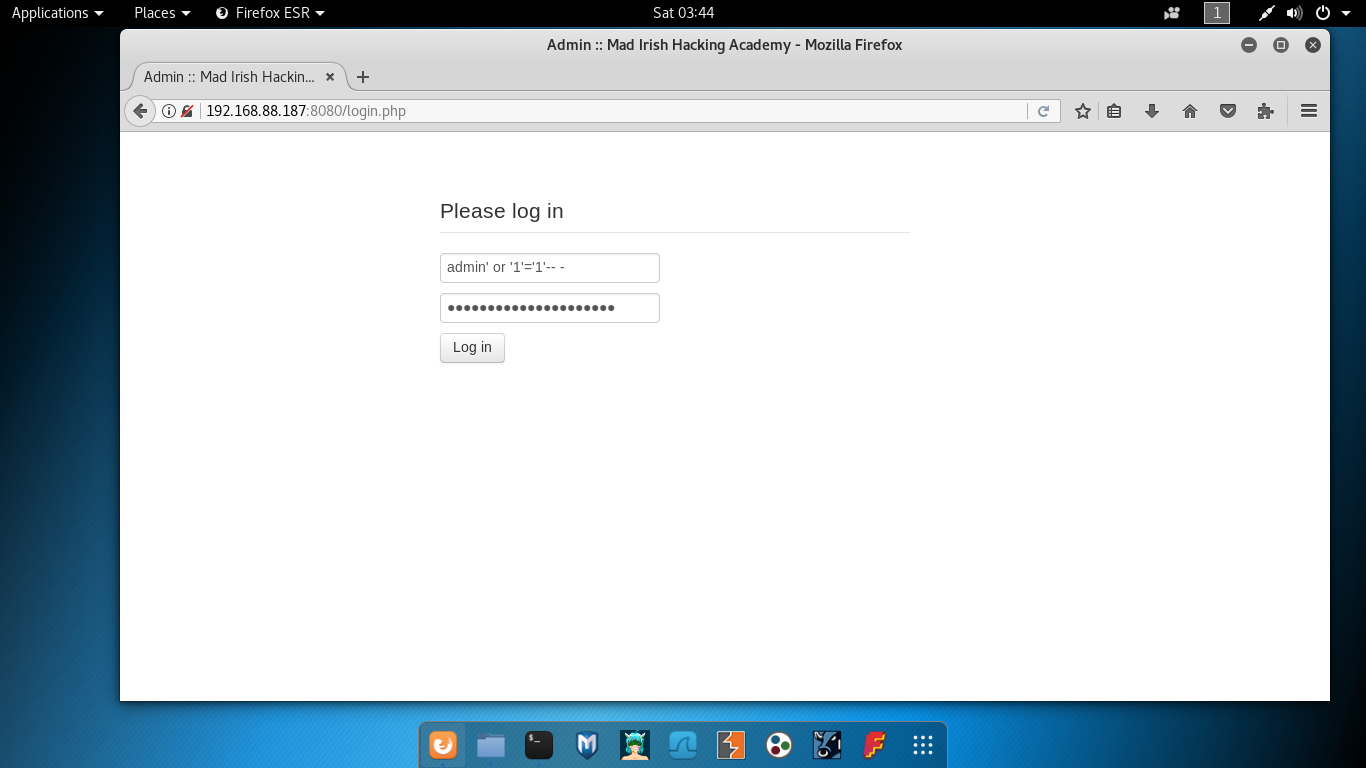 Applications Places Firefox ESR Sat 03:44 1
Admin :: Mad Irish Hacking Academy - Mozilla Firefox
Admin :: Mad Irish Hackin...
192.168.88.187:8080/login.php
Please log in
admin' or '1'='1'-- -
●●●●●●●●●●●●●●●●●●●●●
Log in
$_